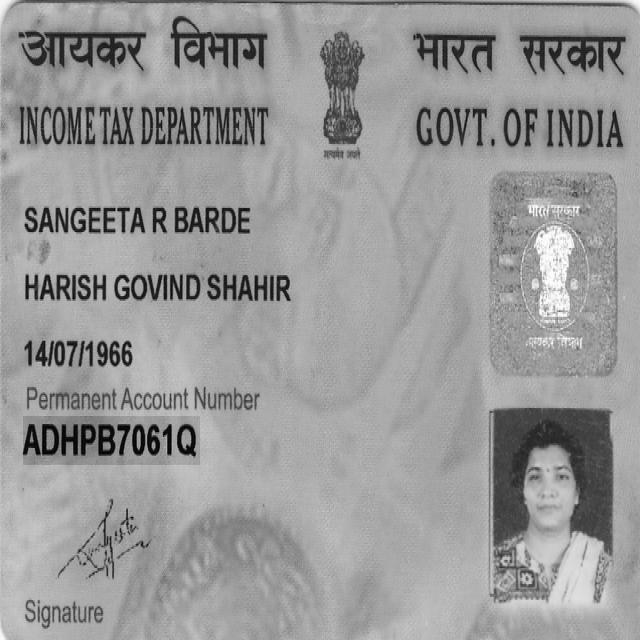 आयकर विभाग
भारत सरकार
INCOME TAX DEPARTMENT
GOVT. OF INDIA
सत्यमेव जयते
SANGEETA R BARDE
भारत सरकार
HARISH GOVIND SHAHIR
14/07/1966
आयकर विभाग
Permanent Account Number
ADHPB7061Q
Signature